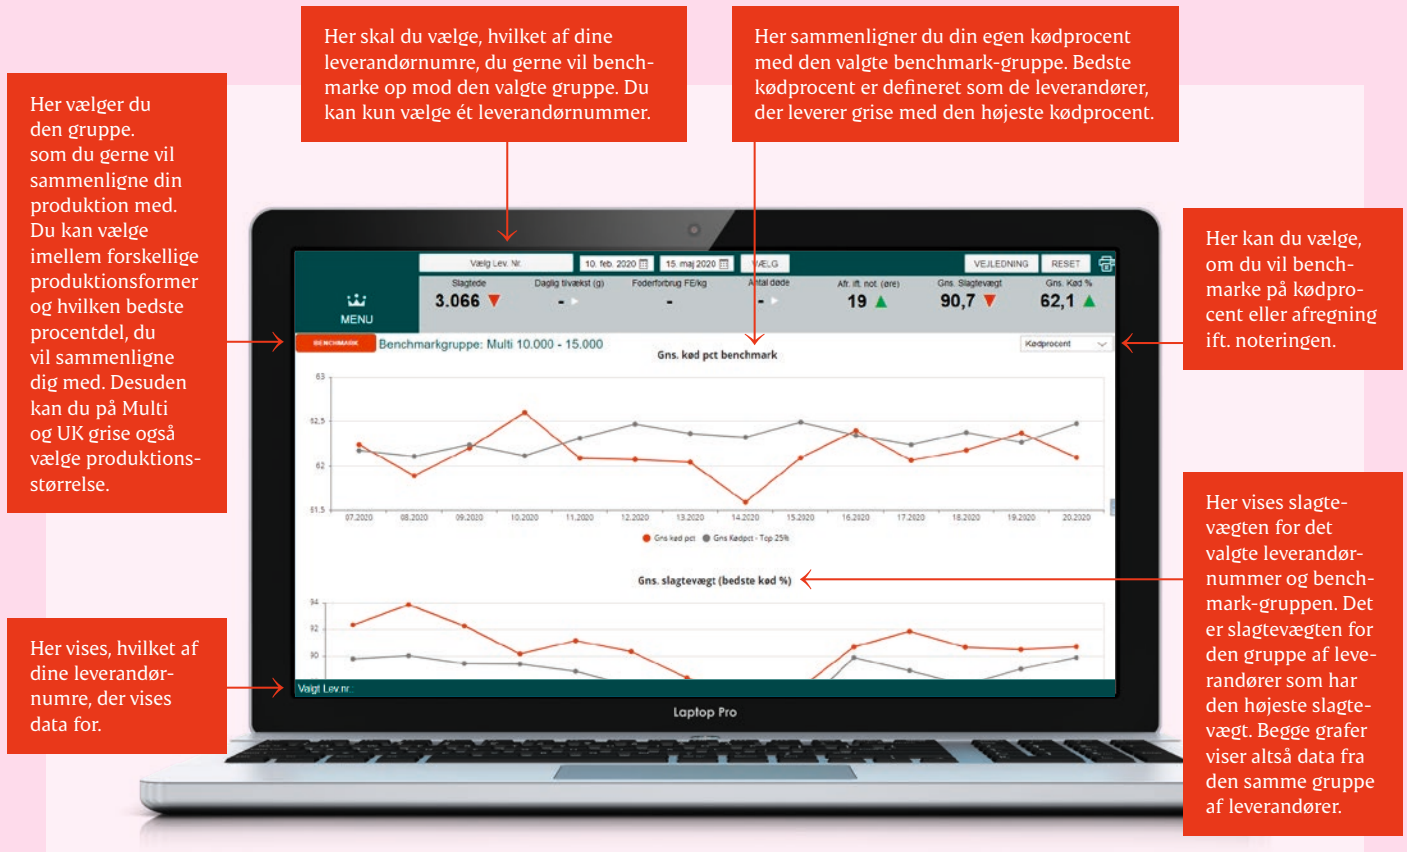 Her skal du vælge, hvilket af dine
leverandørnumre, du gerne vil bench-
marke op mod den valgte gruppe. Du
kan kun vælge ét leverandørnummer.
Her sammenligner du din egen kødprocent
med den valgte benchmark-gruppe. Bedste
kødprocent er defineret som de leverandører,
der leverer grise med den højeste kødprocent.
Her vælger du
den gruppe.
som du gerne vil
sammenligne din
produktion med.
Du kan vælge
imellem forskellige
produktionsformer
og hvilken bedste
procentdel, du
vil sammenligne
dig med. Desuden
kan du på Multi
og UK grise også
vælge produktions-
størrelse.
Her kan du vælge,
om du vil bench-
marke på kødpro-
cent eller afregning
ift. noteringen.
Her vises slagte-
vægten for det
valgte leverandør-
nummer og bench-
mark-gruppen. Det
er slagtevægten for
den gruppe af leve-
randører som har
den højeste slagte-
vægt. Begge grafer
viser altså data fra
den samme gruppe
af leverandører.
Her vises, hvilket af
dine leverandør-
numre, der vises
data for.
Vælg Lev. Nr. 10. feb. 2020 15. maj 2020 VÆLG VEJLEDNING RESET
MENU
Slagtede Daglig tilvækst (g) Foderforbrug FE/kg Antal døde Afr. ift. not. (øre) Gns. Slagtevægt Gns. Kød %
3.066 - - - 19 90,7 62,1
BENCHMARK Benchmarkgruppe: Multi 10.000 - 15.000 Kødprocent
Gns. kød pct benchmark
63
62,5
62
61.5
07.2020 08.2020 09.2020 10.2020 11.2020 12.2020 13.2020 14.2020 15.2020 16.2020 17.2020 18.2020 19.2020 20.2020
Gns kød pct Gns Kødpct - Top 25%
Gns. slagtevægt (bedste kød %)
94
92
90
Valgt Lev.nr.:
Laptop Pro